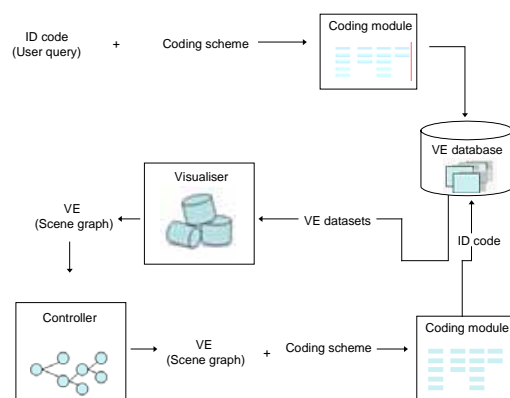 Coding module
ID code
(User query)
+
Coding scheme
VE database
Visualiser
VE
(Scene graph)
VE datasets
ID code
Controller
VE
(Scene graph)
+
Coding scheme
Coding module